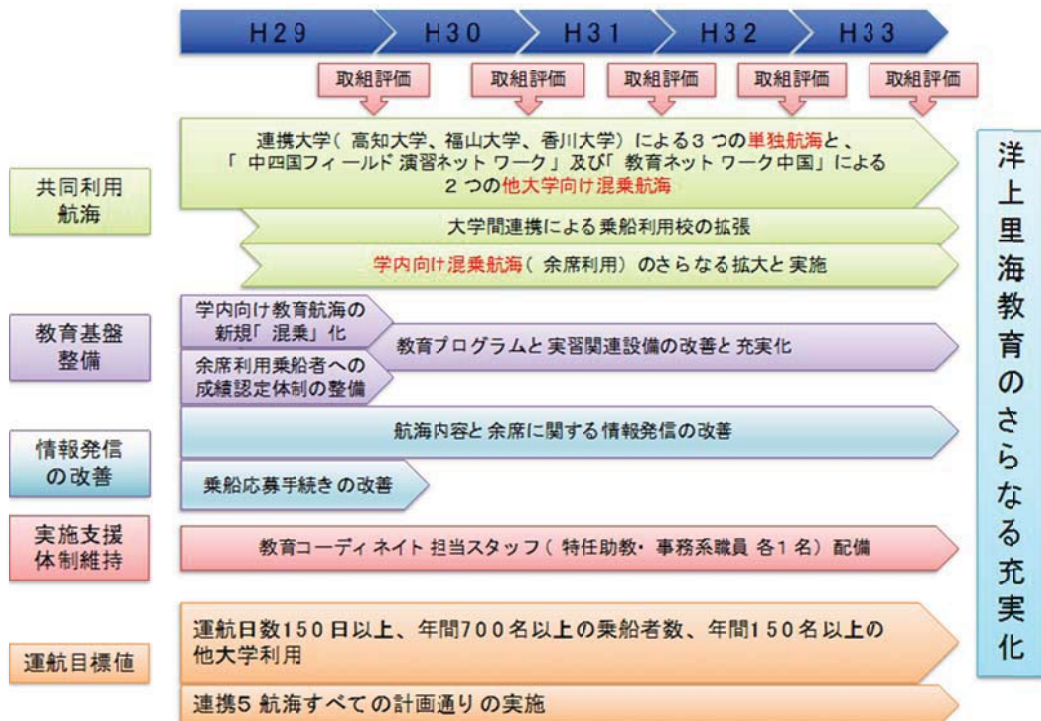 H29 H30 H31 H32 H33
取組評価 取組評価 取組評価 取組評価 取組評価
共同利用
航海
連携大学(高知大学、福山大学、香川大学)による3つの単独航海と、
「中四国フィールド演習ネットワーク」及び「教育ネットワーク中国」による
2つの他大学向け混乗航海
大学間連携による乗船利用校の拡張
学内向け混乗航海(余席利用)のさらなる拡大と実施
教育基盤
整備
学内向け教育航海の
新規「混乗」化
余席利用乗船者への
成績認定体制の整備
教育プログラムと実習関連設備の改善と充実化
情報発信
の改善
航海内容と余席に関する情報発信の改善
乗船応募手続きの改善
実施支援
体制維持
教育コーディネイト担当スタッフ(特任助教・事務系職員各1名)配備
運航目標値
運航日数150日以上、年間700名以上の乗船者数、年間150名以上の
他大学利用
連携5航海すべての計画通りの実施
洋上里海教育のさらなる充実化